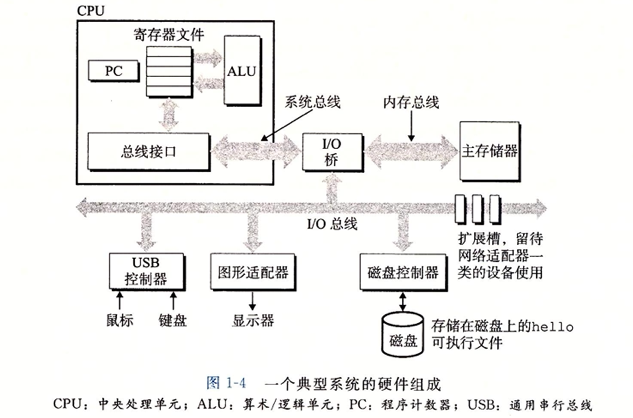 CPU
寄存器文件
PC
ALU
系统总线
内存总线
总线接口
I/O
桥
主存储器
I/O 总线
扩展槽，留待
网络适配器一
类的设备使用
USB
控制器
图形适配器
磁盘控制器
鼠标
键盘
显示器
磁盘
存储在磁盘上的hello
可执行文件
图 1-4 一个典型系统的硬件组成
CPU：中央处理单元；ALU：算术/逻辑单元；PC：程序计数器；USB：通用串行总线